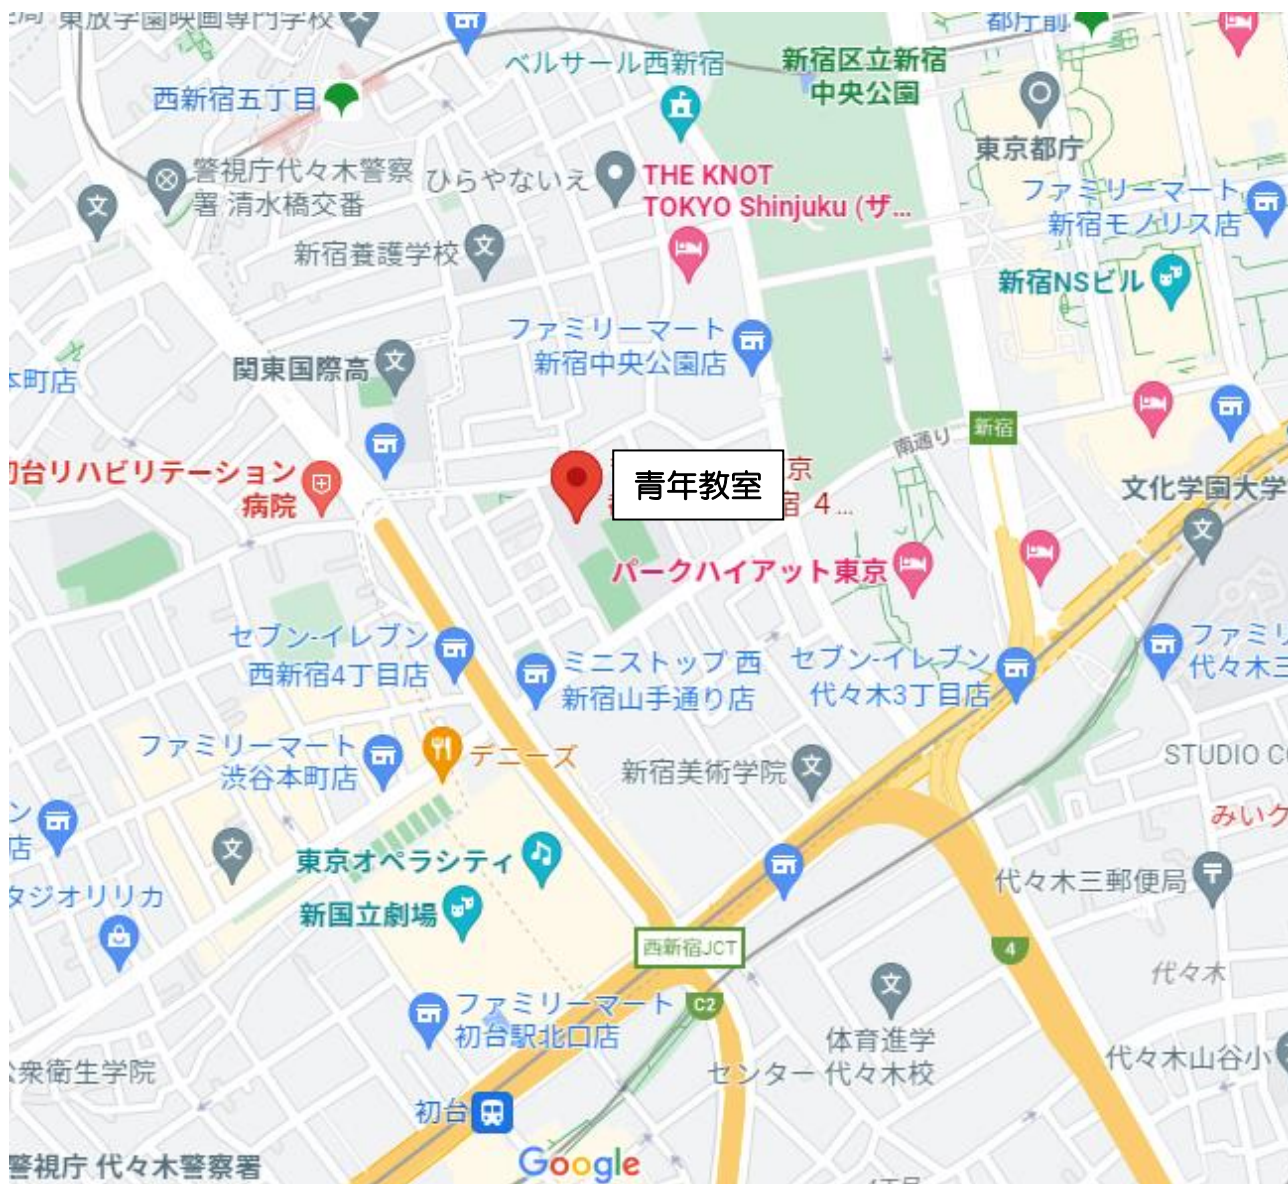 東放学園映画専門学校
都庁前
ベルサール西新宿
新宿区立新宿
中央公園
西新宿五丁目
東京都庁
警視庁代々木警察
署 清水橋交番
ひらやないえ
THE KNOT
TOKYO Shinjuku (ザ...
ファミリーマート
新宿モノリス店
新宿養護学校
新宿NSビル
ファミリーマート
新宿中央公園店
関東国際高
本町店
南通り
新宿
初台リハビリテーション
病院
青年教室
京
宿 4...
文化学園大学
パークハイアット東京
セブン-イレブン
西新宿4丁目店
ミニストップ 西
新宿山手通り店
セブン-イレブン
代々木3丁目店
ファミリ
代々木三
ファミリーマート
渋谷本町店
デニーズ
新宿美術学院
STUDIO
みいク
ン
店
東京オペラシティ
代々木三郵便局
タジオリリカ
新国立劇場
西新宿JCT
4
代々木
C2
ファミリーマート
初台駅北口店
体育進学
センター 代々木校
代々木山谷小
衆衛生学院
初台
警視庁 代々木警察署
Google